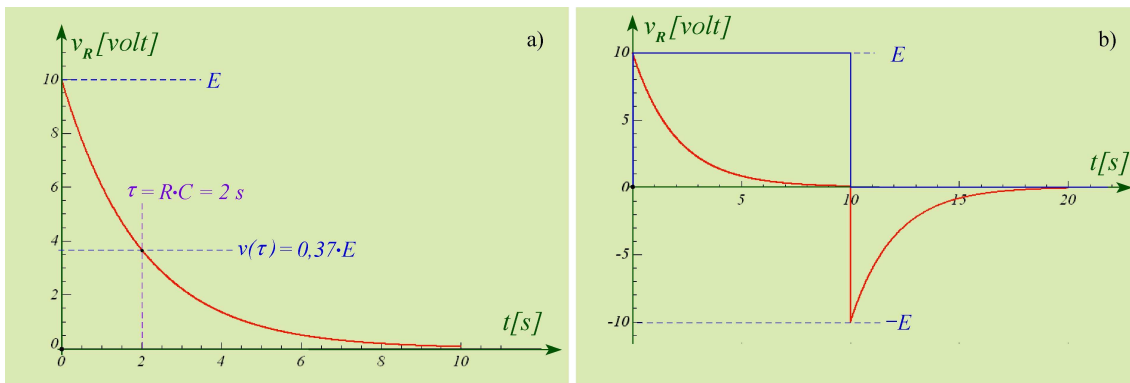 v_R [volt]
a)
10
E
8
τ = R•C = 2 s
6
4
v(τ) = 0,37•E
2
t[s]
0
0 2 4 6 8 10
v_R [volt]
b)
10
E
5
t[s]
0
5 10 15 20
-5
-10
−E